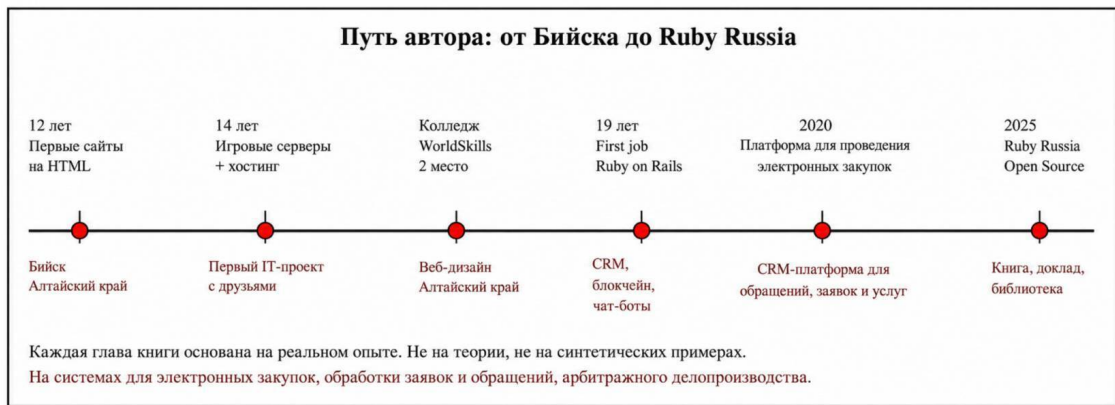 Путь автора: от Бийска до Ruby Russia
12 лет
Первые сайты
на HTML
14 лет
Игровые серверы
+ хостинг
Колледж
WorldSkills
2 место
19 лет
First job
Ruby on Rails
2020
Платформа для проведения
электронных закупок
2025
Ruby Russia
Open Source
Бийск
Алтайский край
Первый IT-проект
с друзьями
Веб-дизайн
Алтайский край
CRM,
блокчейн,
чат-боты
CRM-платформа для
обращений, заявок и услуг
Книга, доклад,
библиотека
Каждая глава книги основана на реальном опыте. Не на теории, не на синтетических примерах.
На системах для электронных закупок, обработки заявок и обращений, арбитражного делопроизводства.